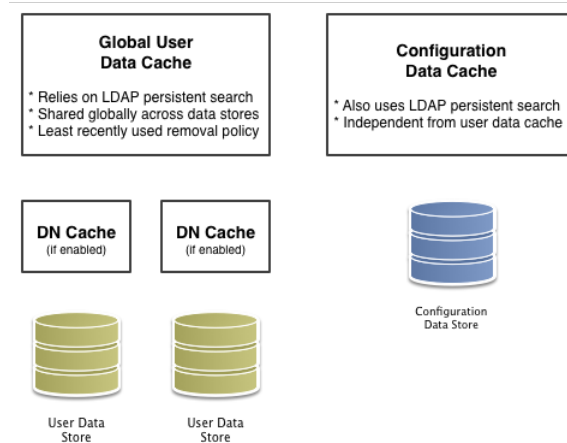 Global User
Data Cache
* Relies on LDAP persistent search
* Shared globally across data stores
* Least recently used removal policy
Configuration
Data Cache
* Also uses LDAP persistent search
* Independent from user data cache
DN Cache
(if enabled)
DN Cache
(if enabled)
Configuration
Data Store
User Data
Store
User Data
Store